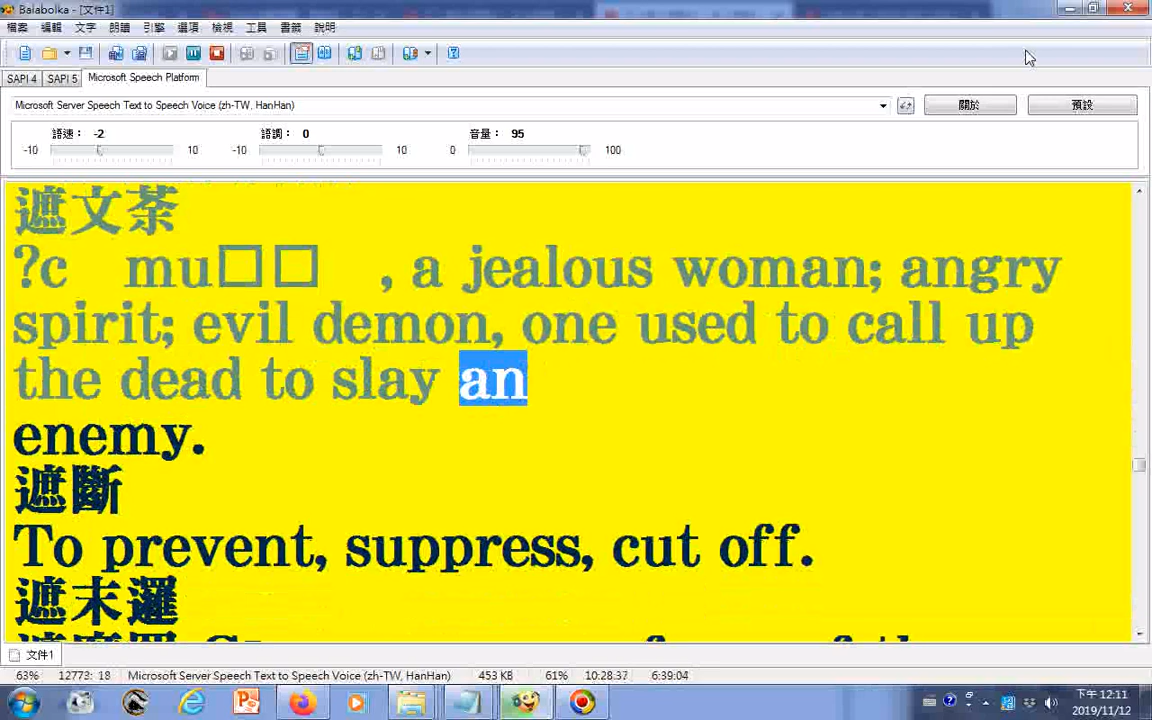 Balabolka - [文件1]
檔案 編輯 文字 朗讀 引擎 選項 檢視 工具 書籤 說明
SAPI 4 SAPI 5 Microsoft Speech Platform
Microsoft Server Speech Text to Speech Voice (zh-TW, HanHan) 關於 預設
語速： -2 語調： 0 音量： 95
-10 10 -10 10 0 100
遮文荼
?c mu□□ , a jealous woman; angry
spirit; evil demon, one used to call up
the dead to slay an
enemy.
遮斷
To prevent, suppress, cut off.
遮末邏
文件1
63% 12773: 18 Microsoft Server Speech Text to Speech Voice (zh-TW, HanHan) 453 KB 61% 10:28:37 6:39:04
下午 12:11
2019/11/12